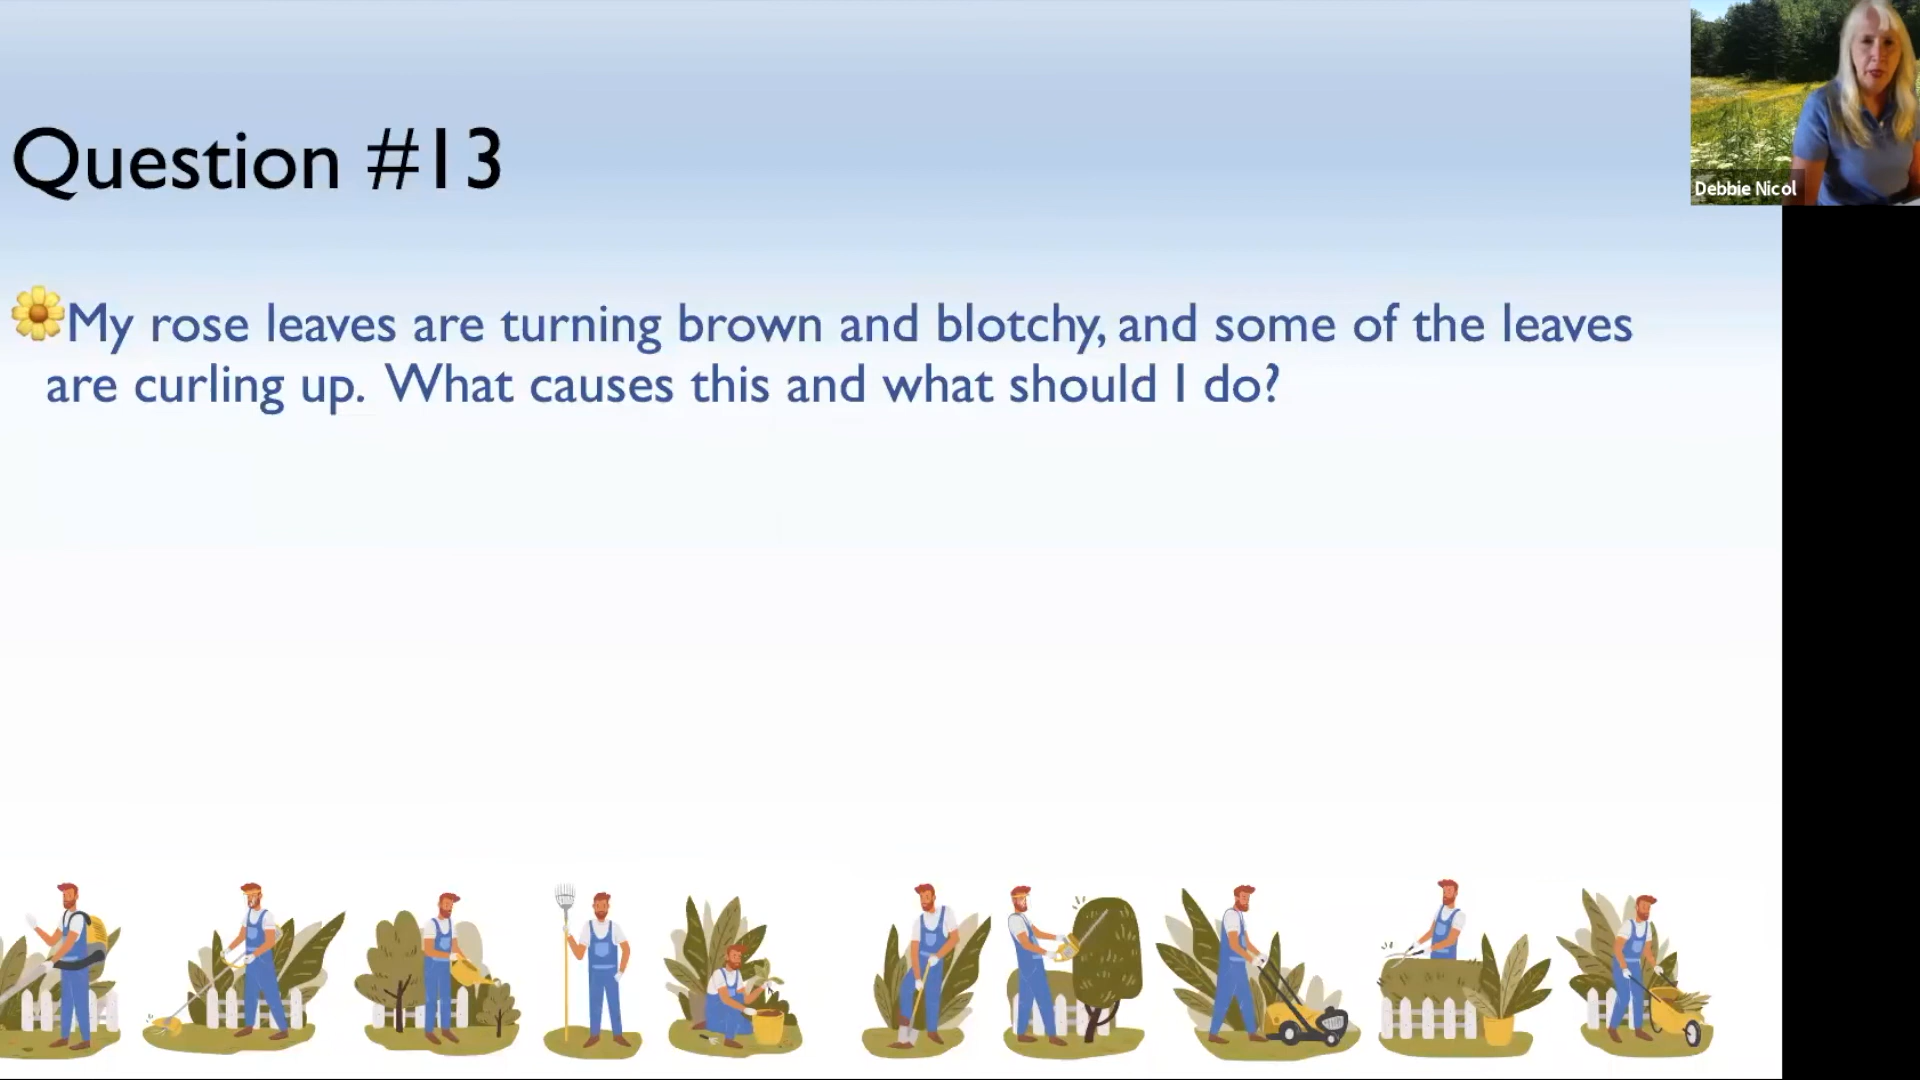 Question #13
My rose leaves are turning brown and blotchy, and some of the leaves
are curling up. What causes this and what should I do?
Debbie Nicol